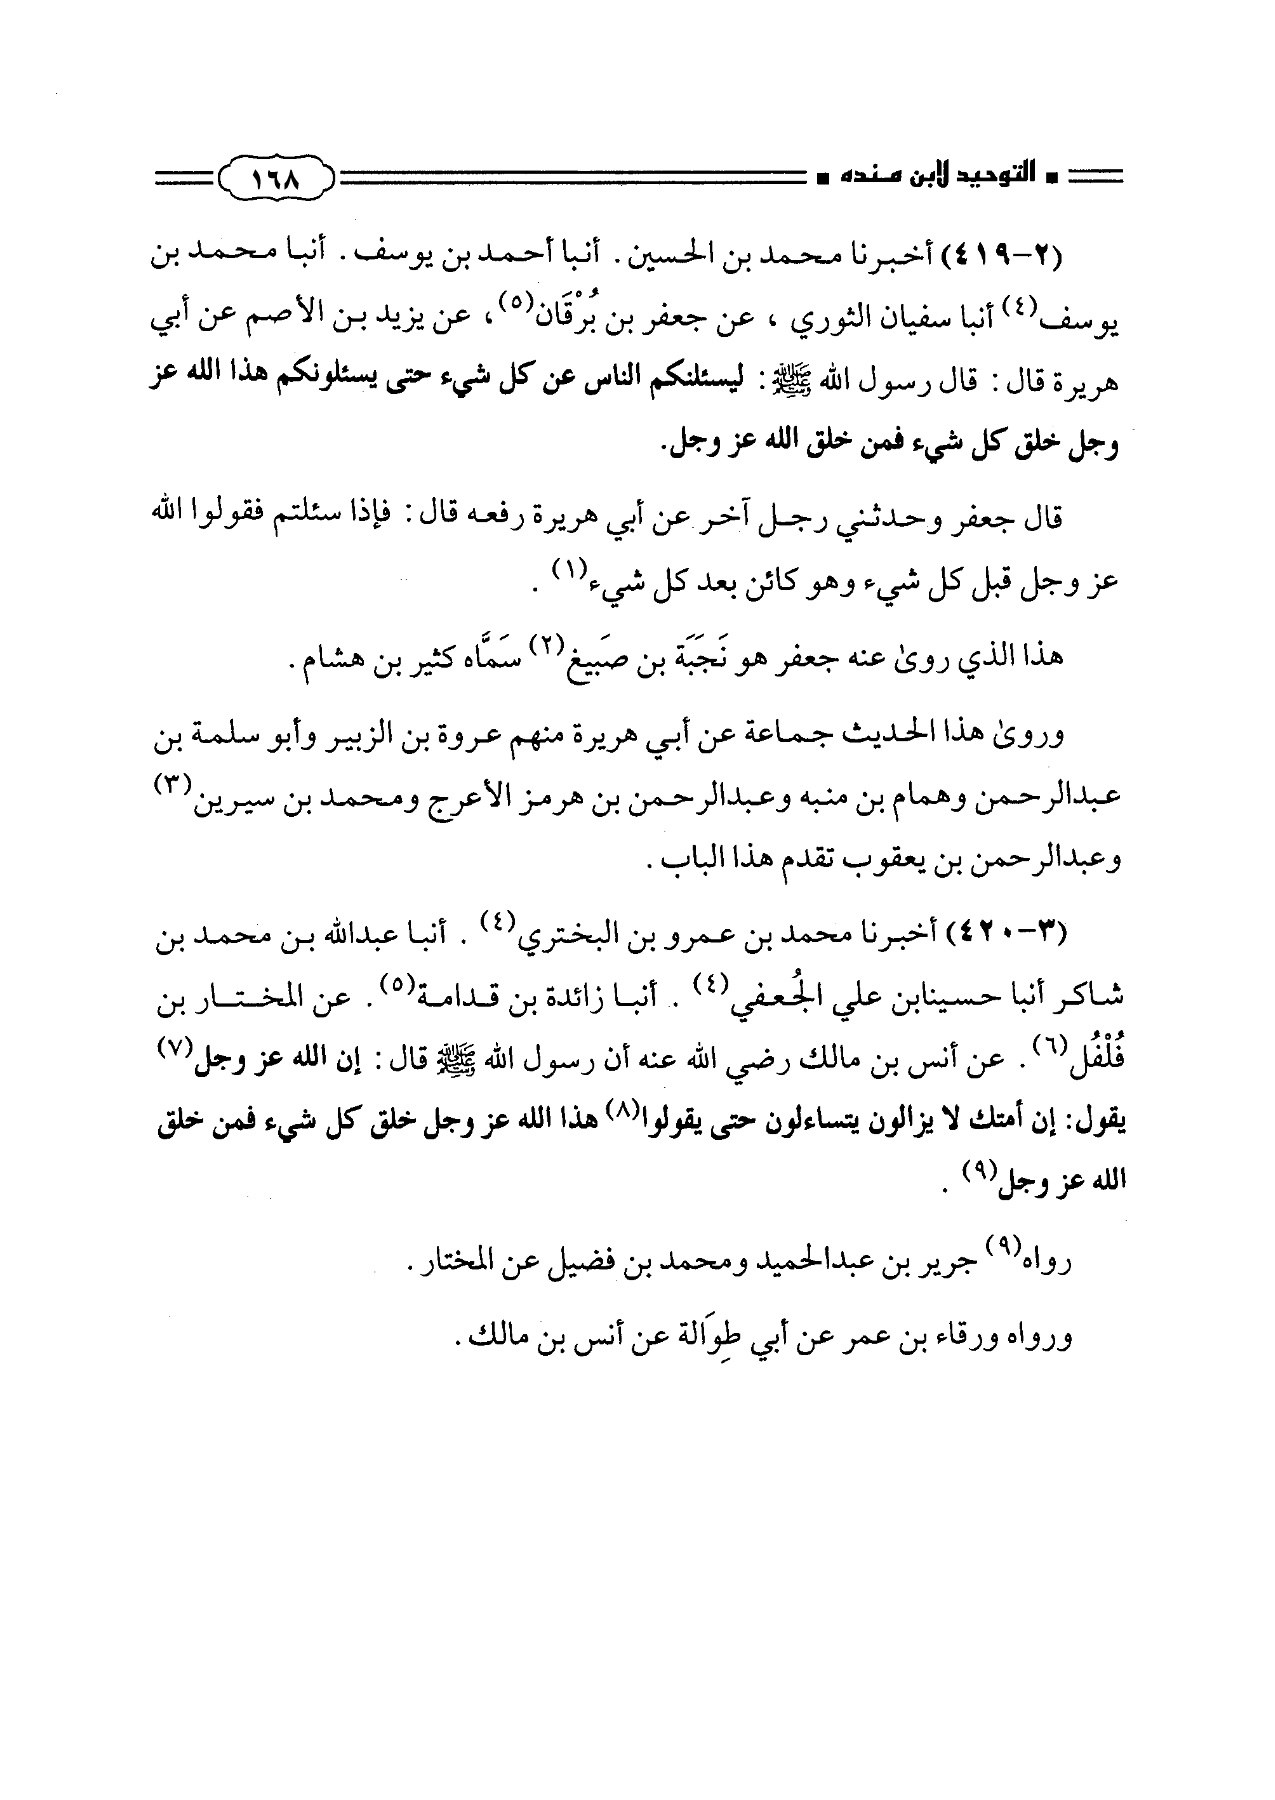 ▪ التوحيد لابن منده ▪ ١٦٨
(٢-٤١٩) أخبرنا محمد بن الحسين . أنبا أحمد بن يوسف . أنبا محمد بن
يوسف(٤) أنبا سفيان الثوري ، عن جعفر بن بُرْقَان(٥)، عن يزيد بن الأصم عن أبي
هريرة قال : قال رسول الله ﷺ : ليسئلنكم الناس عن كل شيء حتى يسئلونكم هذا الله عز
وجل خلق كل شيء فمن خلق الله عز وجل.
قال جعفر وحدثني رجل آخر عن أبي هريرة رفعه قال : فإذا سئلتم فقولوا الله
عز وجل قبل كل شيء وهو كائن بعد كل شيء(١) .
هذا الذي روىٰ عنه جعفر هو نَجَبَة بن صَبيغ(٢) سَمَّاه كثير بن هشام .
وروىٰ هذا الحديث جماعة عن أبي هريرة منهم عروة بن الزبير وأبو سلمة بن
عبدالرحمن وهمام بن منبه وعبدالرحمن بن هرمز الأعرج ومحمد بن سيرين(٣)
وعبدالرحمن بن يعقوب تقدم هذا الباب .
(٣-٤٢٠) أخبرنا محمد بن عمرو بن البختري(٤) . أنبا عبدالله بن محمد بن
شاكر أنبا حسينابن علي الجُعفي(٤) . أنبا زائدة بن قدامة(٥) . عن المختار بن
فُلْفُل(٦) . عن أنس بن مالك رضي الله عنه أن رسول الله ﷺ قال : إن الله عز وجل(٧)
يقول : إن أمتك لا يزالون يتساءلون حتى يقولوا(٨) هذا الله عز وجل خلق كل شيء فمن خلق
الله عز وجل(٩) .
رواه(٩) جرير بن عبدالحميد ومحمد بن فضيل عن المختار .
ورواه ورقاء بن عمر عن أبي طِوَالة عن أنس بن مالك .